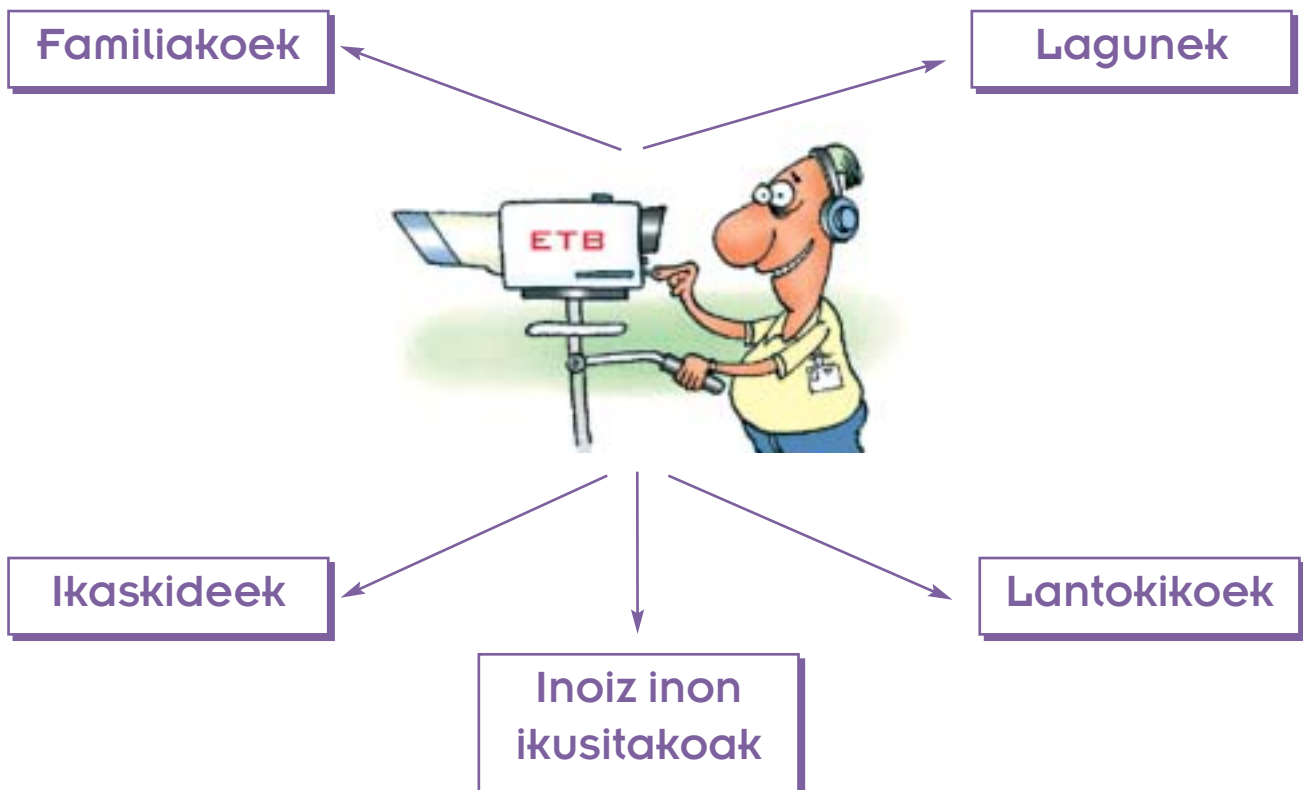 Familiakoek
Lagunek
ETB
Ikaskideek
Lantokikoek
Inoiz inon
ikusitakoak